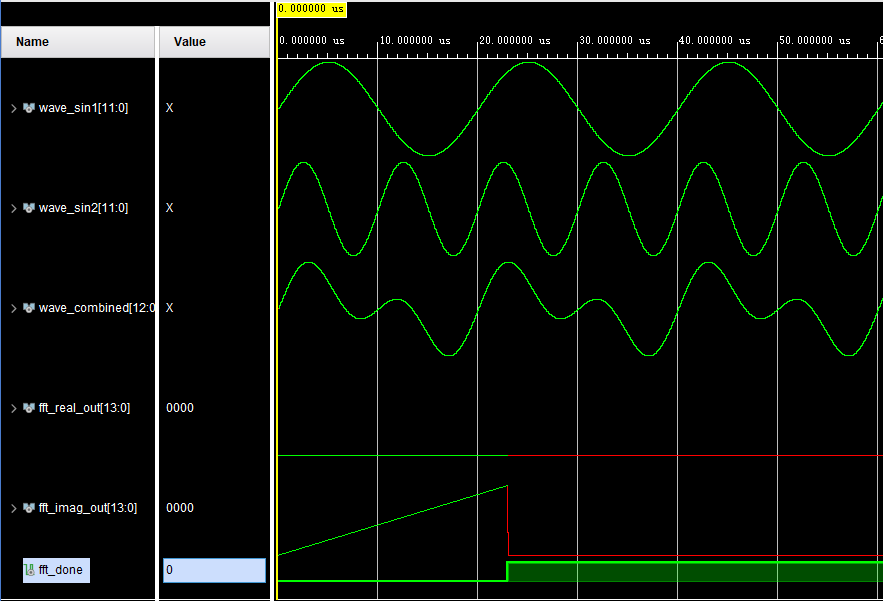 0.000000 us
Name Value
0.000000 us 10.000000 us 20.000000 us 30.000000 us 40.000000 us 50.000000 us 6
wave_sin1[11:0] X
wave_sin2[11:0] X
wave_combined[12:0 X
fft_real_out[13:0] 0000
fft_imag_out[13:0] 0000
fft_done 0